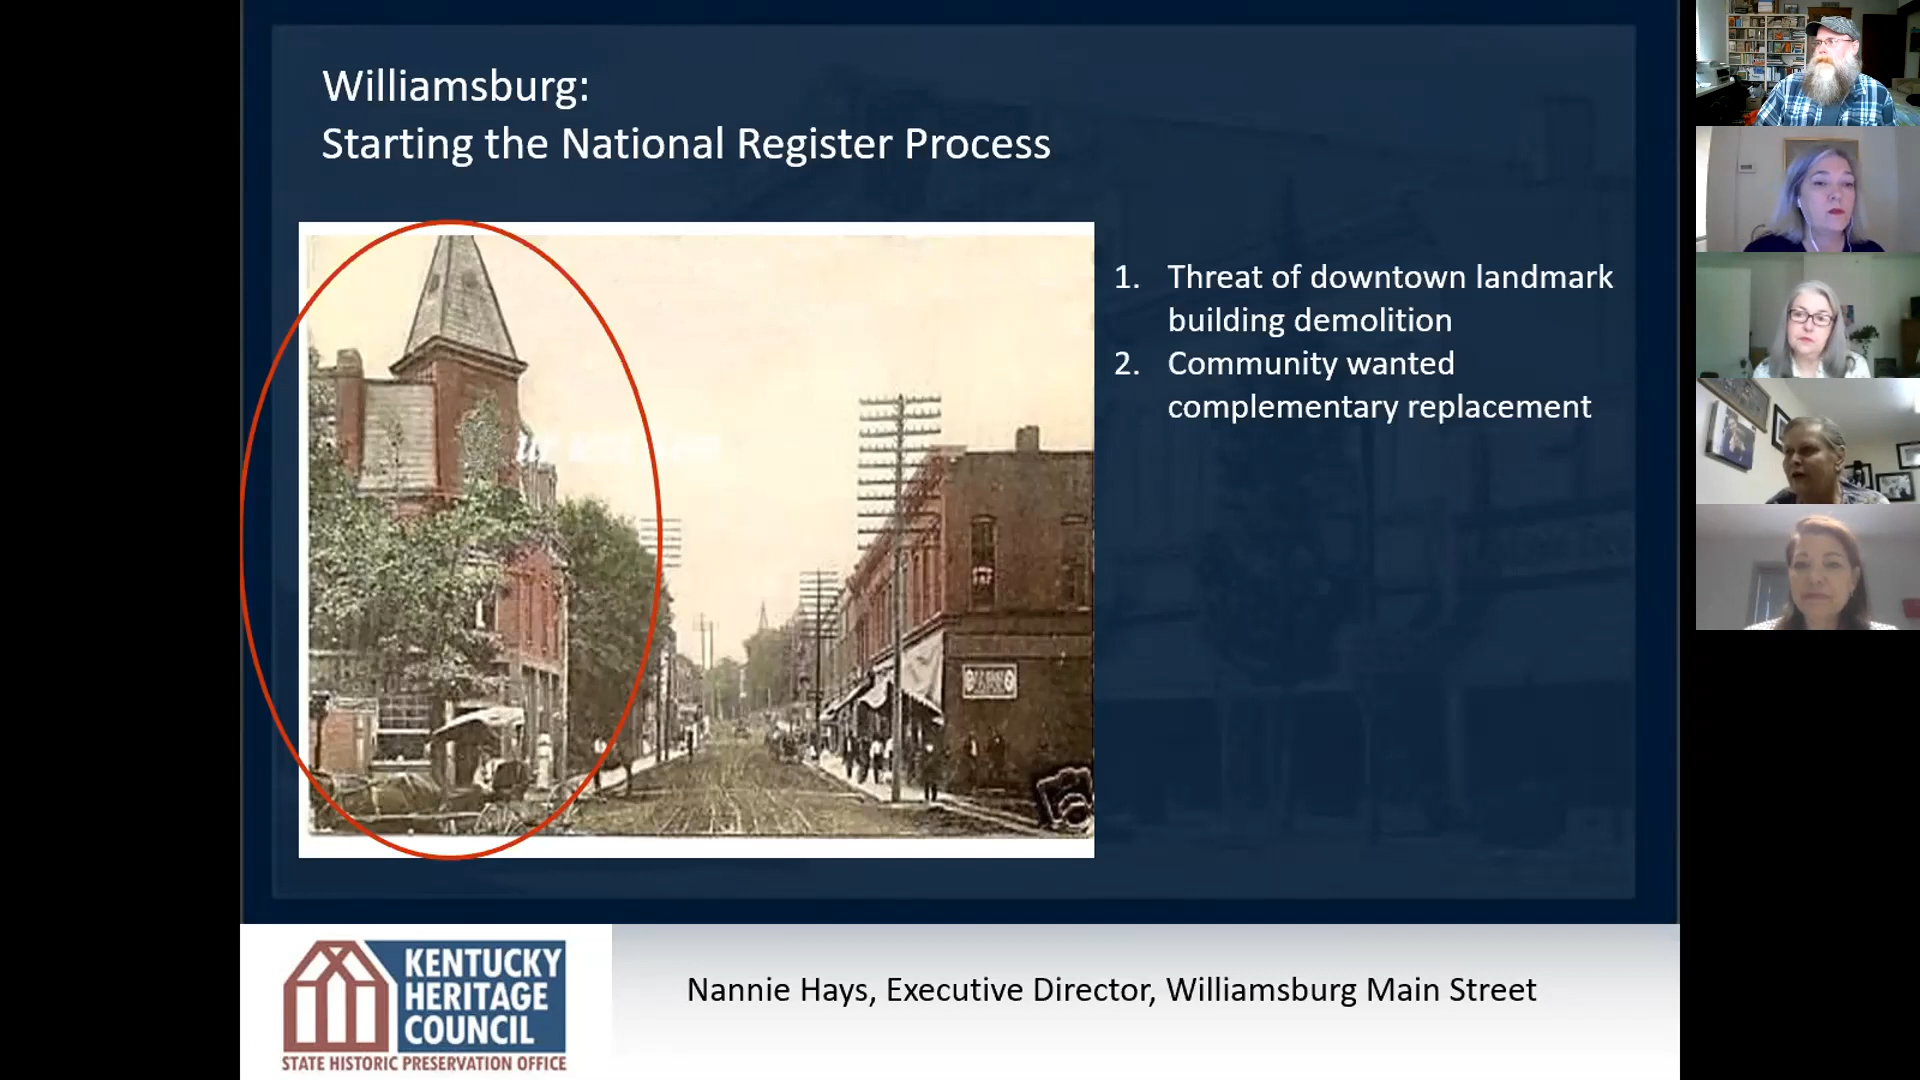 Williamsburg:
Starting the National Register Process
1. Threat of downtown landmark
building demolition
2. Community wanted
complementary replacement
KENTUCKY
HERITAGE
COUNCIL
STATE HISTORIC PRESERVATION OFFICE
Nannie Hays, Executive Director, Williamsburg Main Street